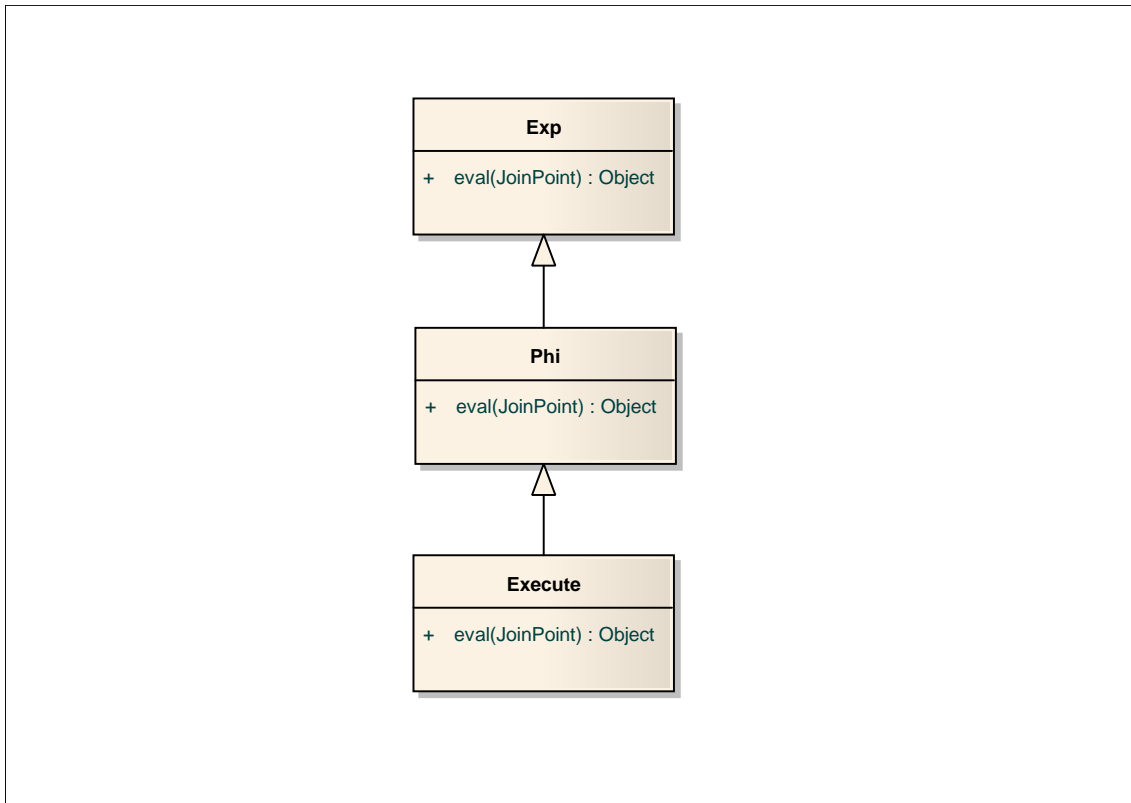 Exp
+ eval(JoinPoint) : Object
Phi
+ eval(JoinPoint) : Object
Execute
+ eval(JoinPoint) : Object